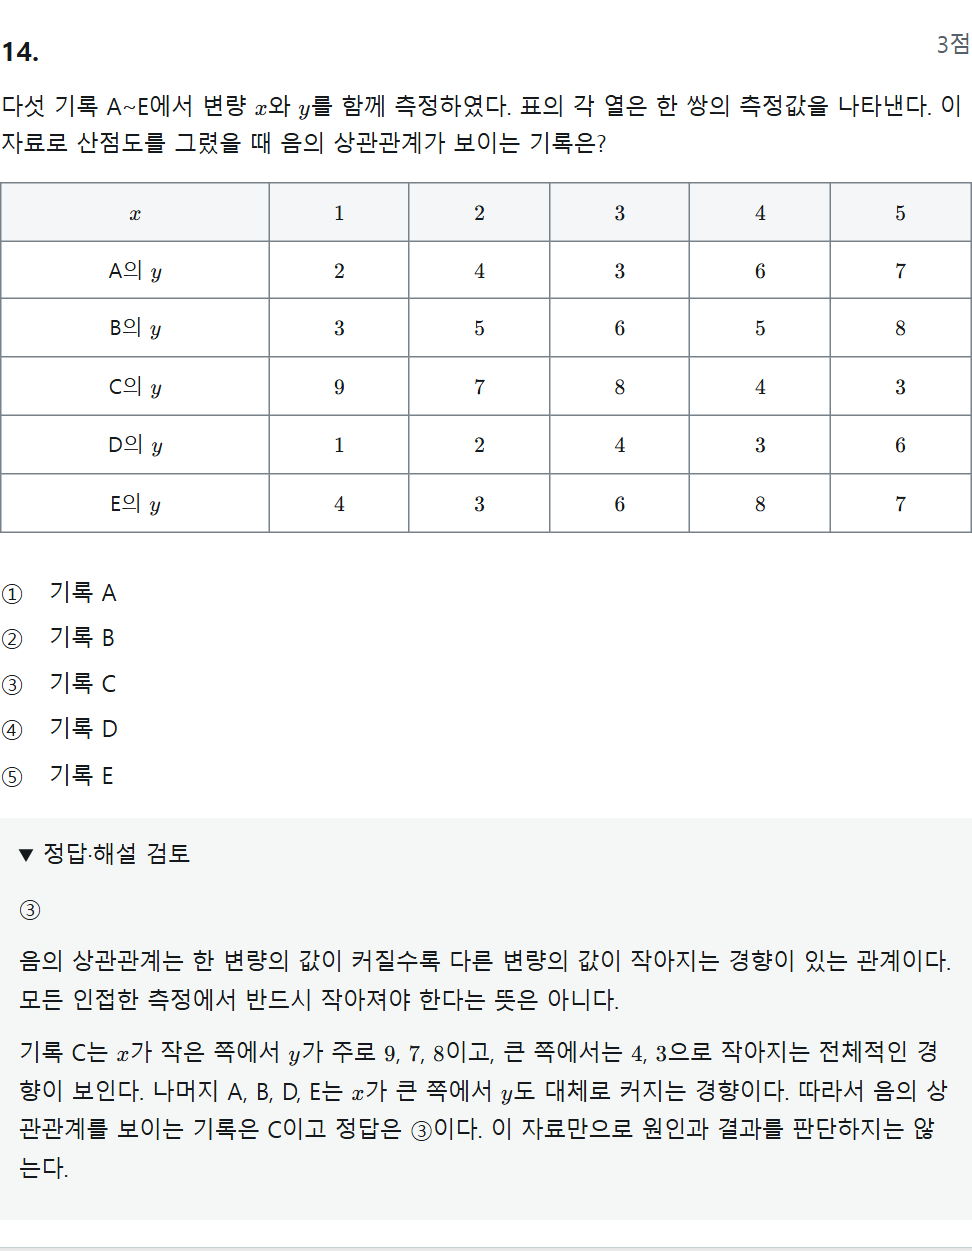 14.
3점
다섯 기록 A~E에서 변량 x와 y를 함께 측정하였다. 표의 각 열은 한 쌍의 측정값을 나타낸다. 이
자료로 산점도를 그렸을 때 음의 상관관계가 보이는 기록은?
x 1 2 3 4 5
A의 y 2 4 3 6 7
B의 y 3 5 6 5 8
C의 y 9 7 8 4 3
D의 y 1 2 4 3 6
E의 y 4 3 6 8 7
① 기록 A
② 기록 B
③ 기록 C
④ 기록 D
⑤ 기록 E
▼ 정답·해설 검토
③
음의 상관관계는 한 변량의 값이 커질수록 다른 변량의 값이 작아지는 경향이 있는 관계이다.
모든 인접한 측정에서 반드시 작아져야 한다는 뜻은 아니다.
기록 C는 x가 작은 쪽에서 y가 주로 9, 7, 8이고, 큰 쪽에서는 4, 3으로 작아지는 전체적인 경
향이 보인다. 나머지 A, B, D, E는 x가 큰 쪽에서 y도 대체로 커지는 경향이다. 따라서 음의 상
관관계를 보이는 기록은 C이고 정답은 ③이다. 이 자료만으로 원인과 결과를 판단하지는 않
는다.